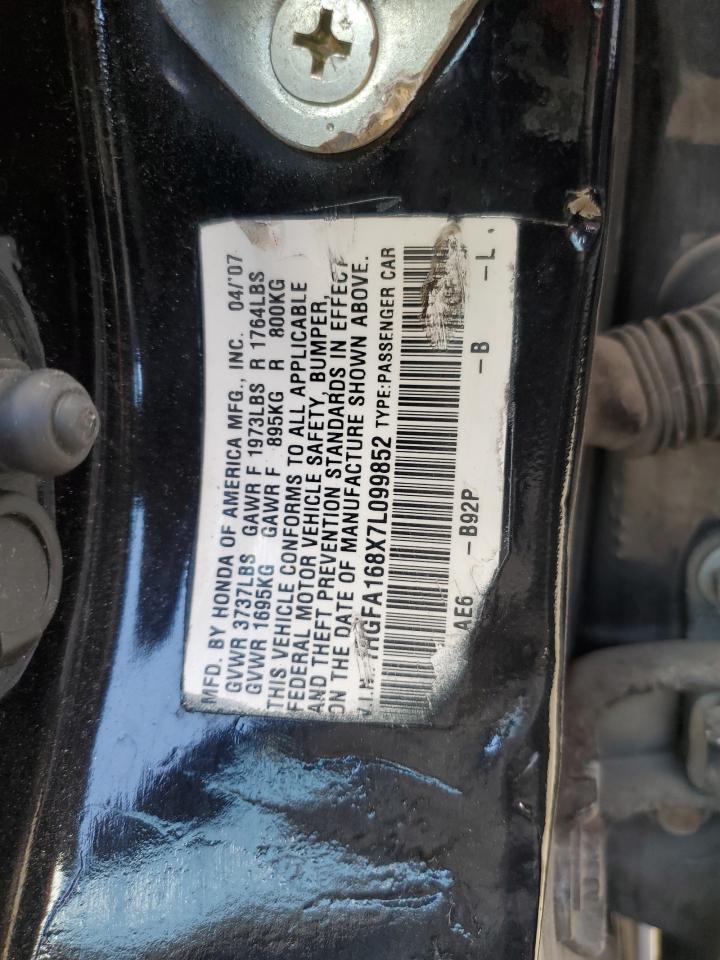 MFD. BY HONDA OF AMERICA MFG., INC. 04/'07
GVWR 3737LBS GAWR F 1973LBS R 1764LBS
GVWR 1695KG GAWR F 895KG R 800KG
THIS VEHICLE CONFORMS TO ALL APPLICABLE
FEDERAL MOTOR VEHICLE SAFETY, BUMPER,
AND THEFT PREVENTION STANDARDS IN EFFECT
ON THE DATE OF MANUFACTURE SHOWN ABOVE.
1HGFA168X7L099852 TYPE:PASSENGER CAR
AE6 -B92P -B -L